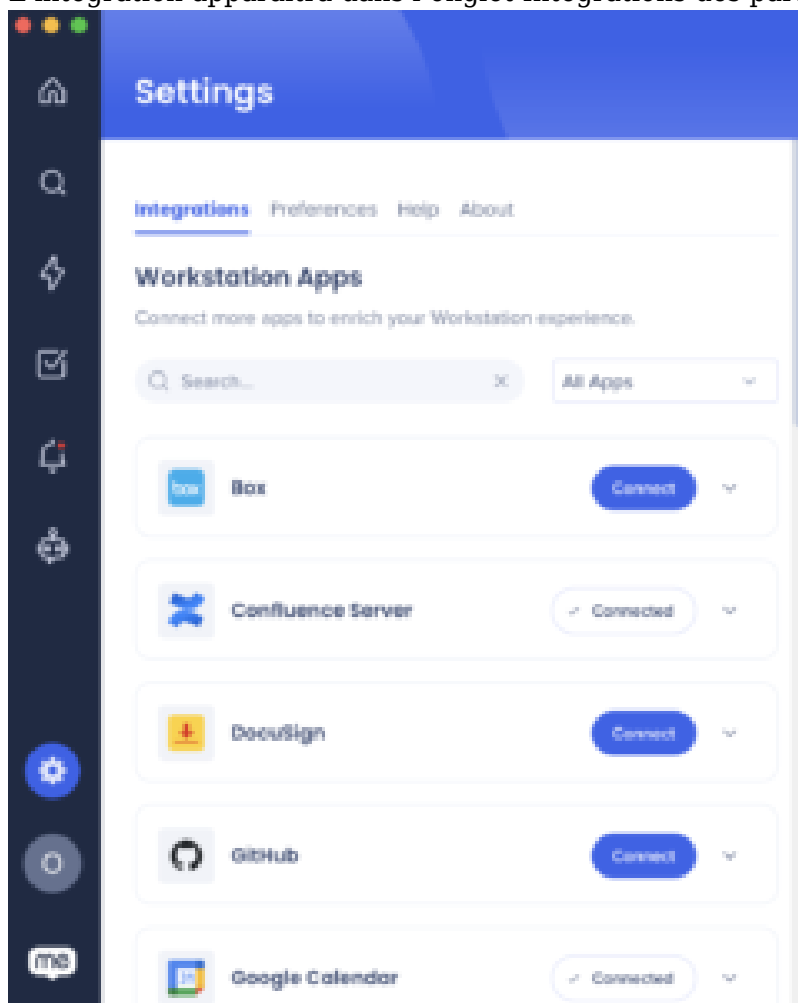 Settings
Integrations Preferences Help About
Workstation Apps
Connect more apps to enrich your Workstation experience.
Search... All Apps
box Box Connect
Confluence Server Connected
DocuSign Connect
GitHub Connect
O
me Google Calendar Connected